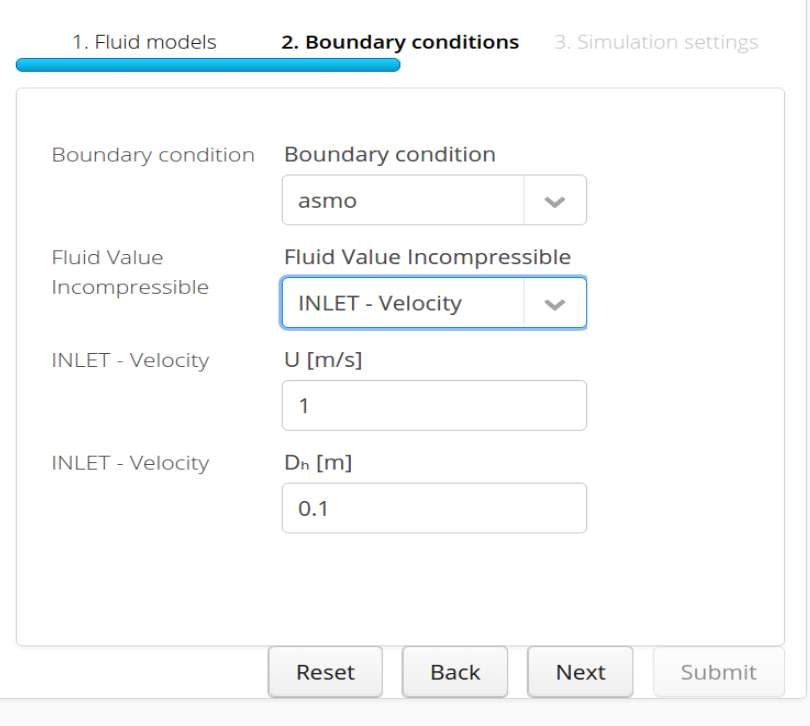 1. Fluid models 2. Boundary conditions 3. Simulation settings
Boundary condition Boundary condition
asmo
Fluid Value Incompressible Fluid Value Incompressible
INLET - Velocity
INLET - Velocity U [m/s]
1
INLET - Velocity Dₕ [m]
0.1
Reset Back Next Submit